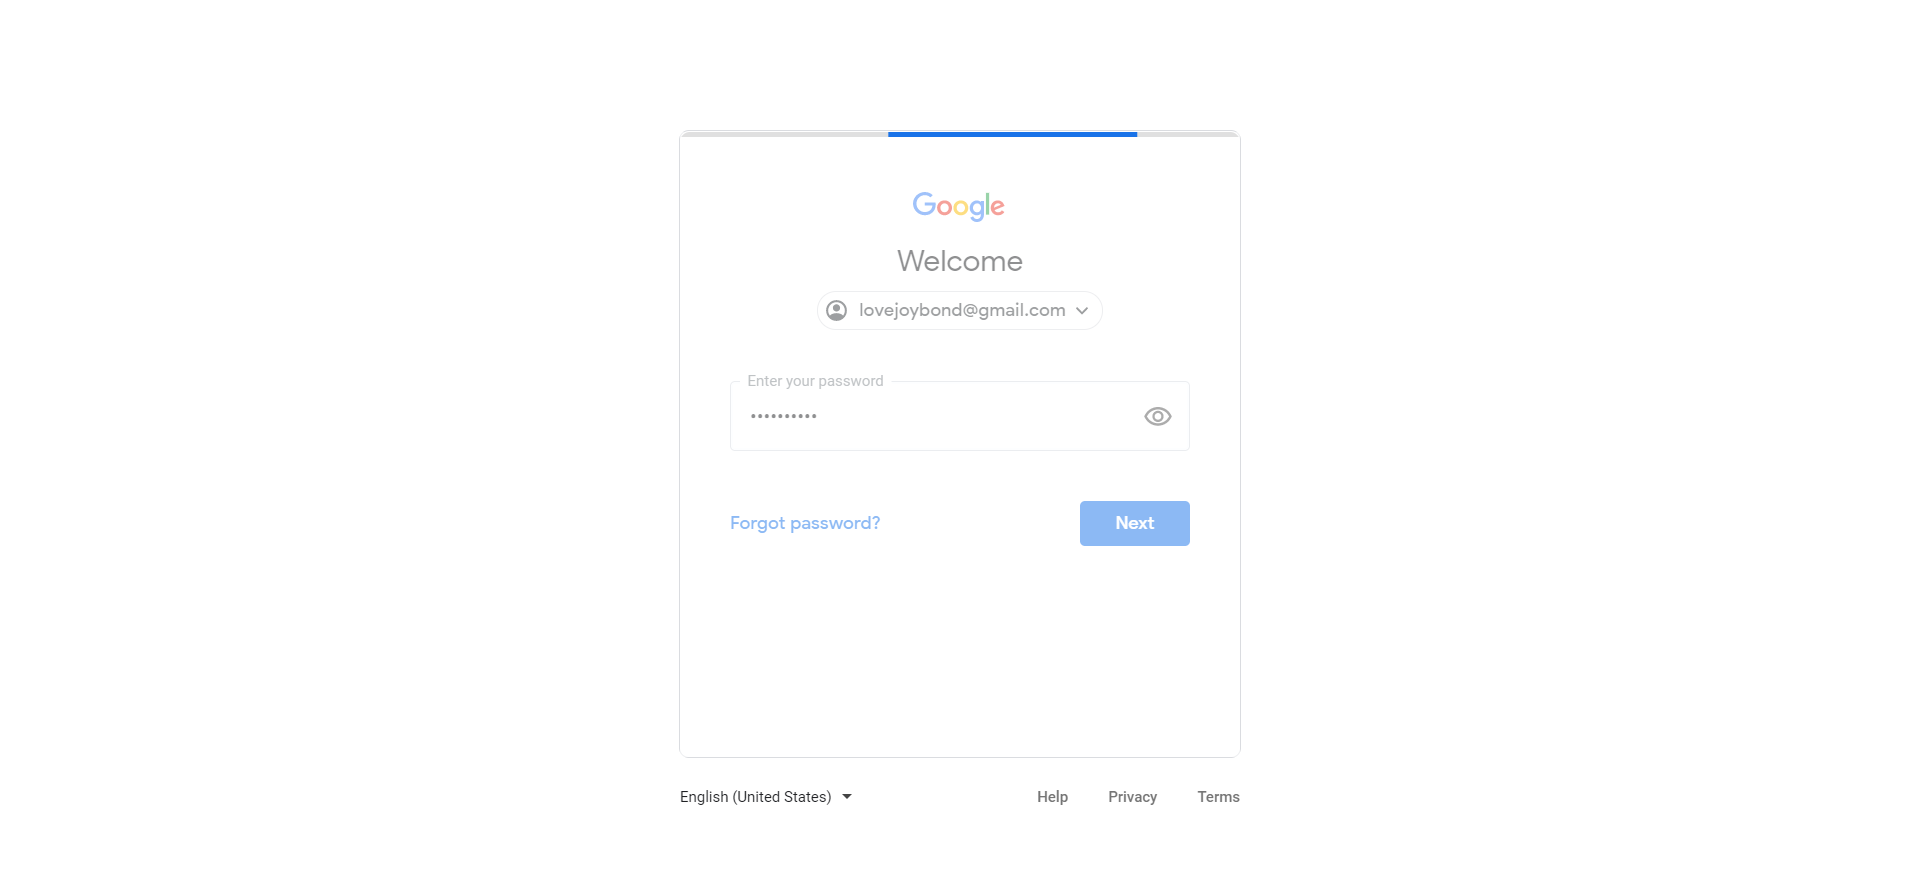 Google
Welcome
lovejoybond@gmail.com
Enter your password
••••••••••
Forgot password?
Next
English (United States)
Help
Privacy
Terms